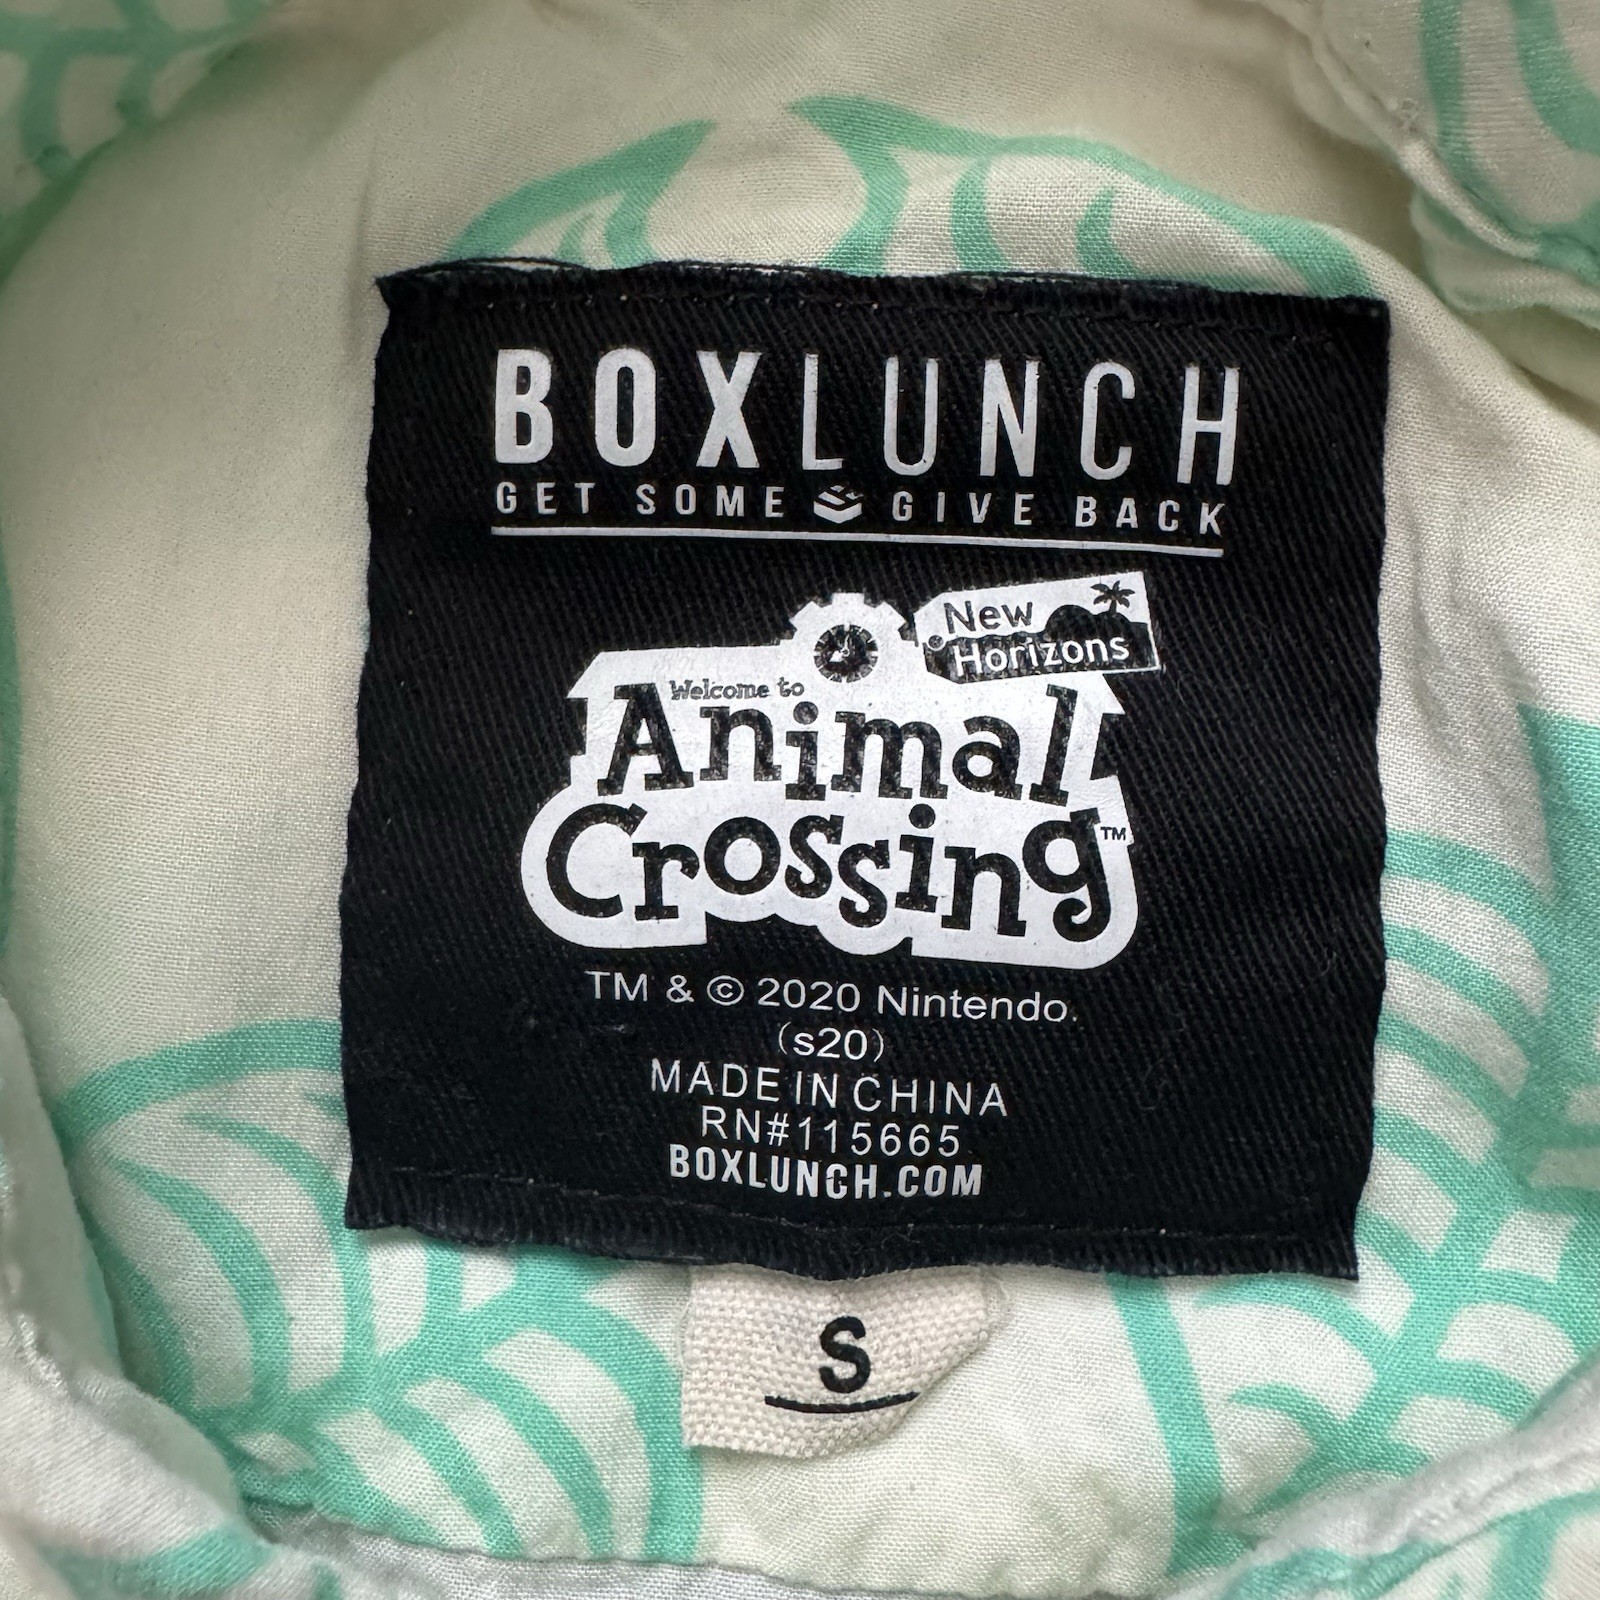 BOXLUNCH
GET SOME GIVE BACK
New
Horizons
Welcome to
Animal
Crossing™
TM & © 2020 Nintendo.
(s20)
MADE IN CHINA
RN#115665
BOXLUNCH.COM
S